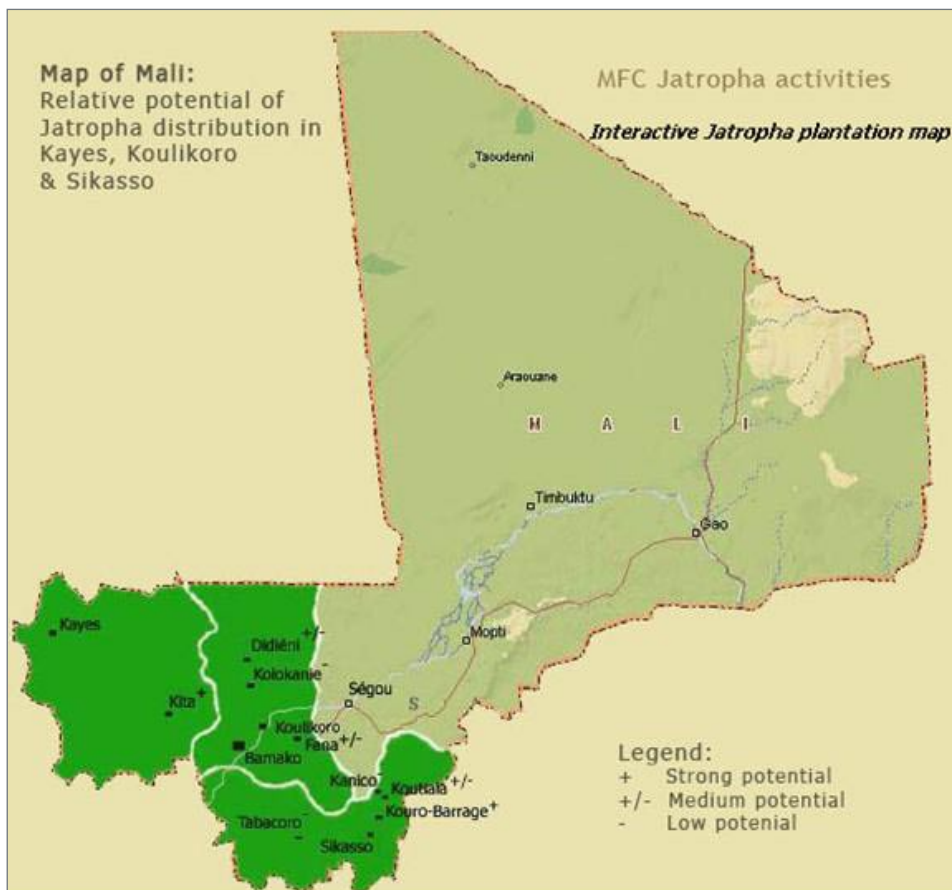 Map of Mali:
Relative potential of
Jatropha distribution in
Kayes, Koulikoro
& Sikasso
MFC Jatropha activities
Interactive Jatropha plantation map
Taoudenni
Araouane
M A L I
Timbuktu
Gao
Mopti
Kayes
Didiéni +/-
Kolokanie -
Ségou
Kita +
S
Koulikoro
Fana +/-
Bamako
Kanico -
Koutiala +/-
Kouro-Barrage +
Tabacoro -
Sikasso
Legend:
+ Strong potential
+/- Medium potential
- Low potenial